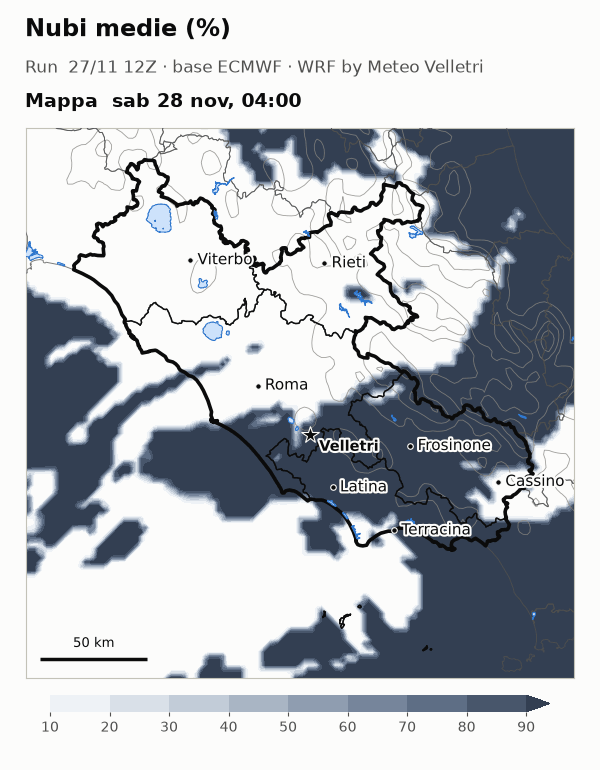 Nubi medie (%)
Run  27/11 12Z · base ECMWF · WRF by Meteo Velletri
Mappa  sab 28 nov, 04:00
Viterbo
Rieti
Roma
Velletri
Frosinone
Latina
Cassino
Terracina
50 km
10 20 30 40 50 60 70 80 90